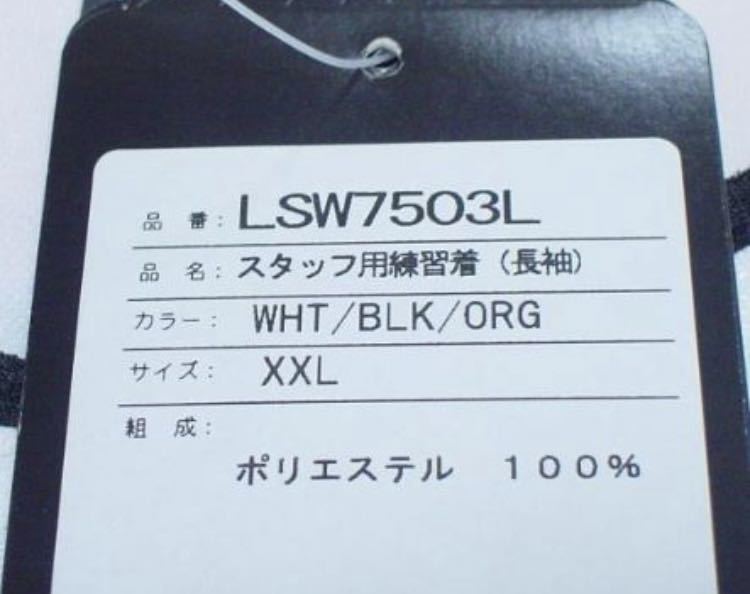 品 番: LSW7503L
品 名: スタッフ用練習着(長袖)
カラー: WHT/BLK/ORG
サイズ: XXL
組 成:
ポリエステル 100%